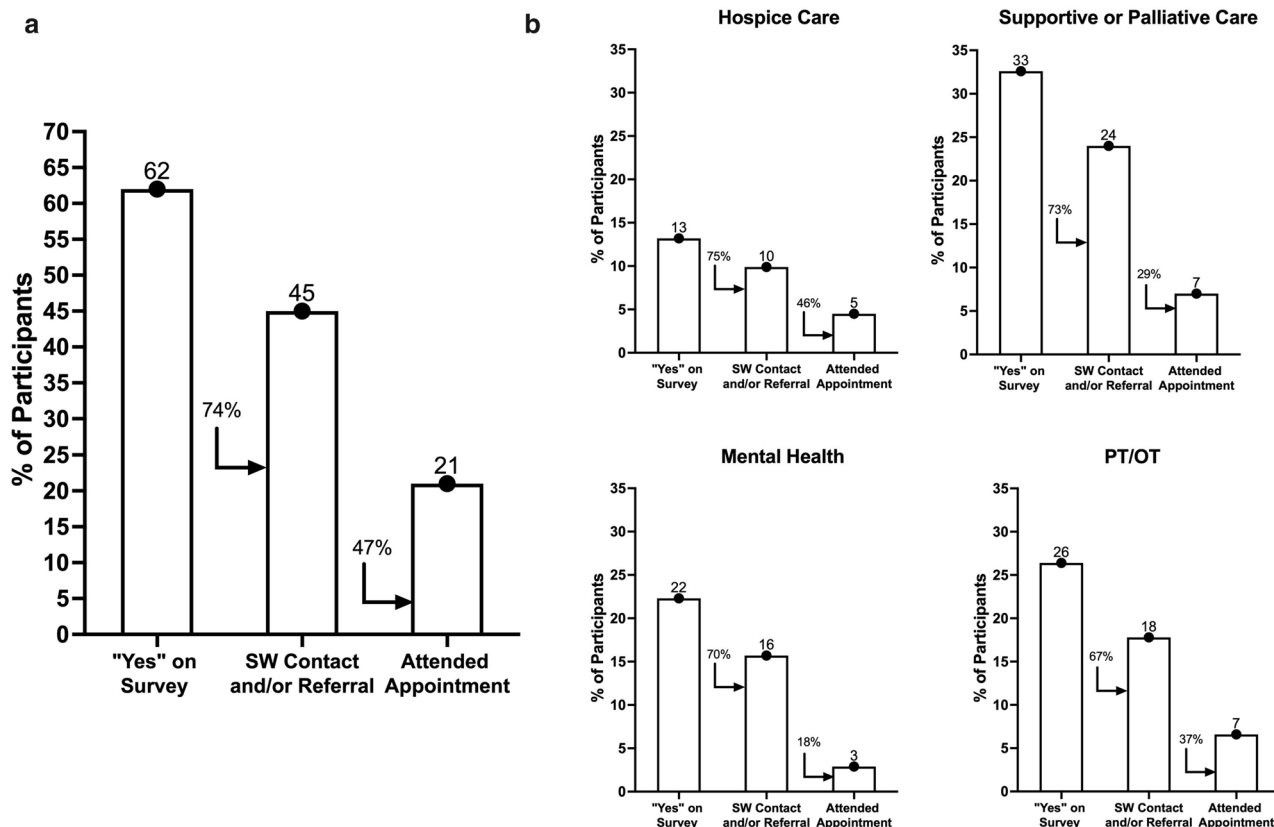 a
% of Participants
70
65
60
55
50
45
40
35
30
25
20
15
10
5
0
62
45
21
74%
47%
"Yes" on
Survey
SW Contact
and/or Referral
Attended
Appointment
b
Hospice Care
% of Participants
35
30
25
20
15
10
5
0
13
10
5
75%
46%
"Yes" on
Survey
SW Contact
and/or Referral
Attended
Appointment
Supportive or Palliative Care
% of Participants
35
30
25
20
15
10
5
0
33
24
7
73%
29%
"Yes" on
Survey
SW Contact
and/or Referral
Attended
Appointment
Mental Health
% of Participants
35
30
25
20
15
10
5
0
22
16
3
70%
18%
"Yes" on
Survey
SW Contact
and/or Referral
Attended
Appointment
PT/OT
% of Participants
35
30
25
20
15
10
5
0
26
18
7
67%
37%
"Yes" on
Survey
SW Contact
and/or Referral
Attended
Appointment